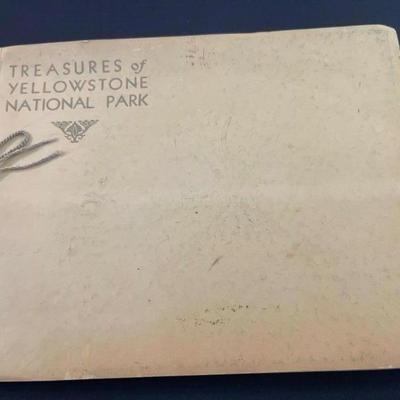 TREASURES of
YELLOWSTONE
NATIONAL PARK